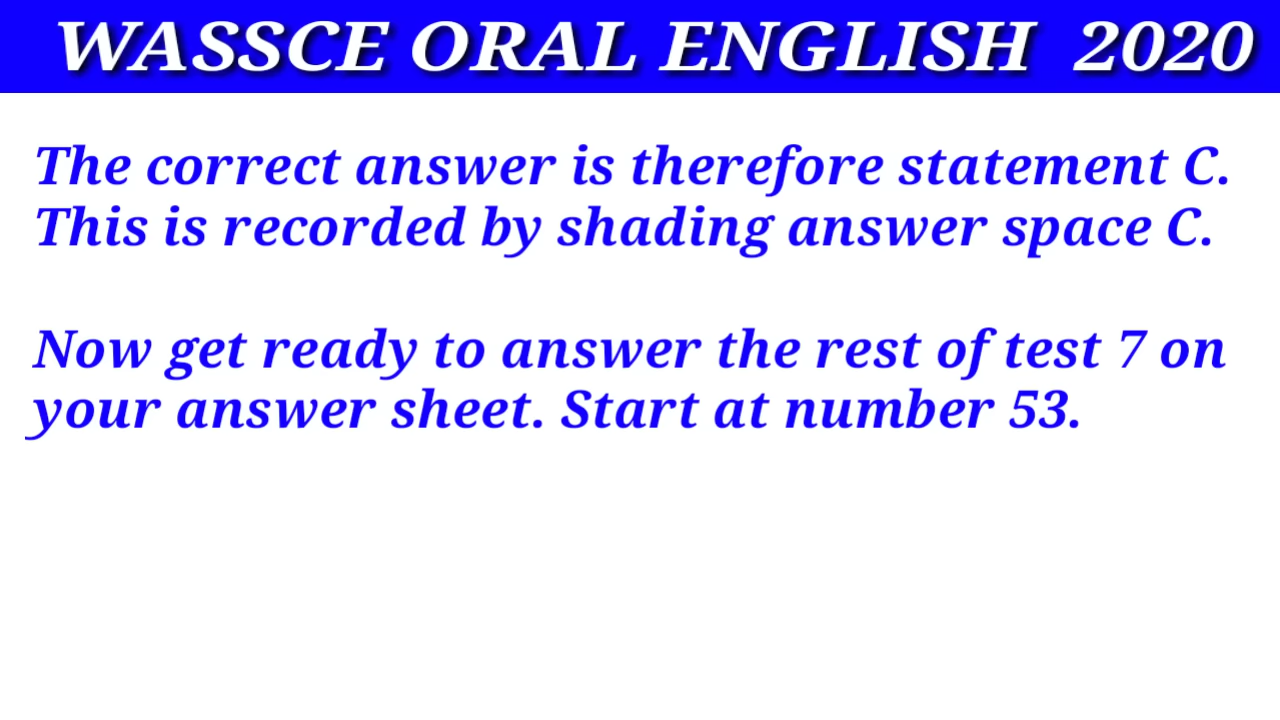 WASSCE ORAL ENGLISH 2020
The correct answer is therefore statement C.
This is recorded by shading answer space C.
Now get ready to answer the rest of test 7 on
your answer sheet. Start at number 53.